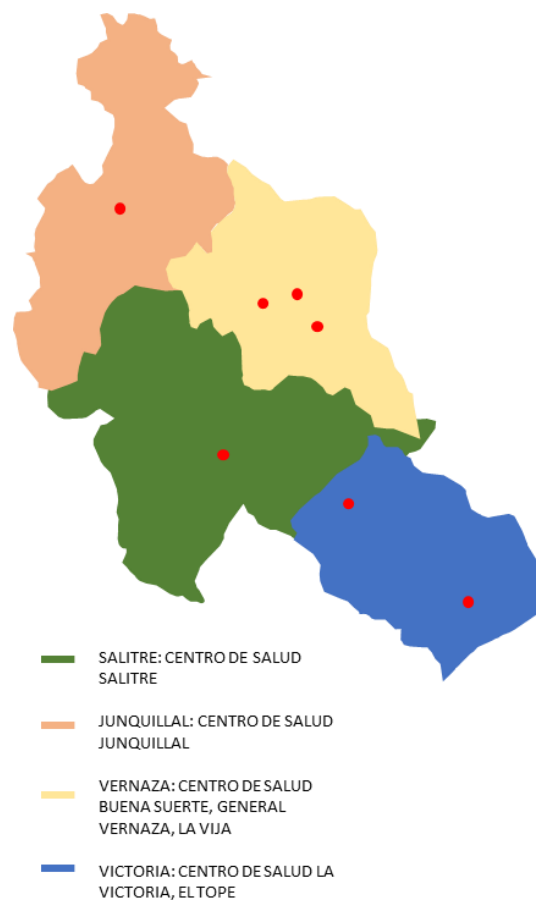 SALITRE: CENTRO DE SALUD
SALITRE
JUNQUILLAL: CENTRO DE SALUD
JUNQUILLAL
VERNAZA: CENTRO DE SALUD
BUENA SUERTE, GENERAL
VERNAZA, LA VIJA
VICTORIA: CENTRO DE SALUD LA
VICTORIA, EL TOPE